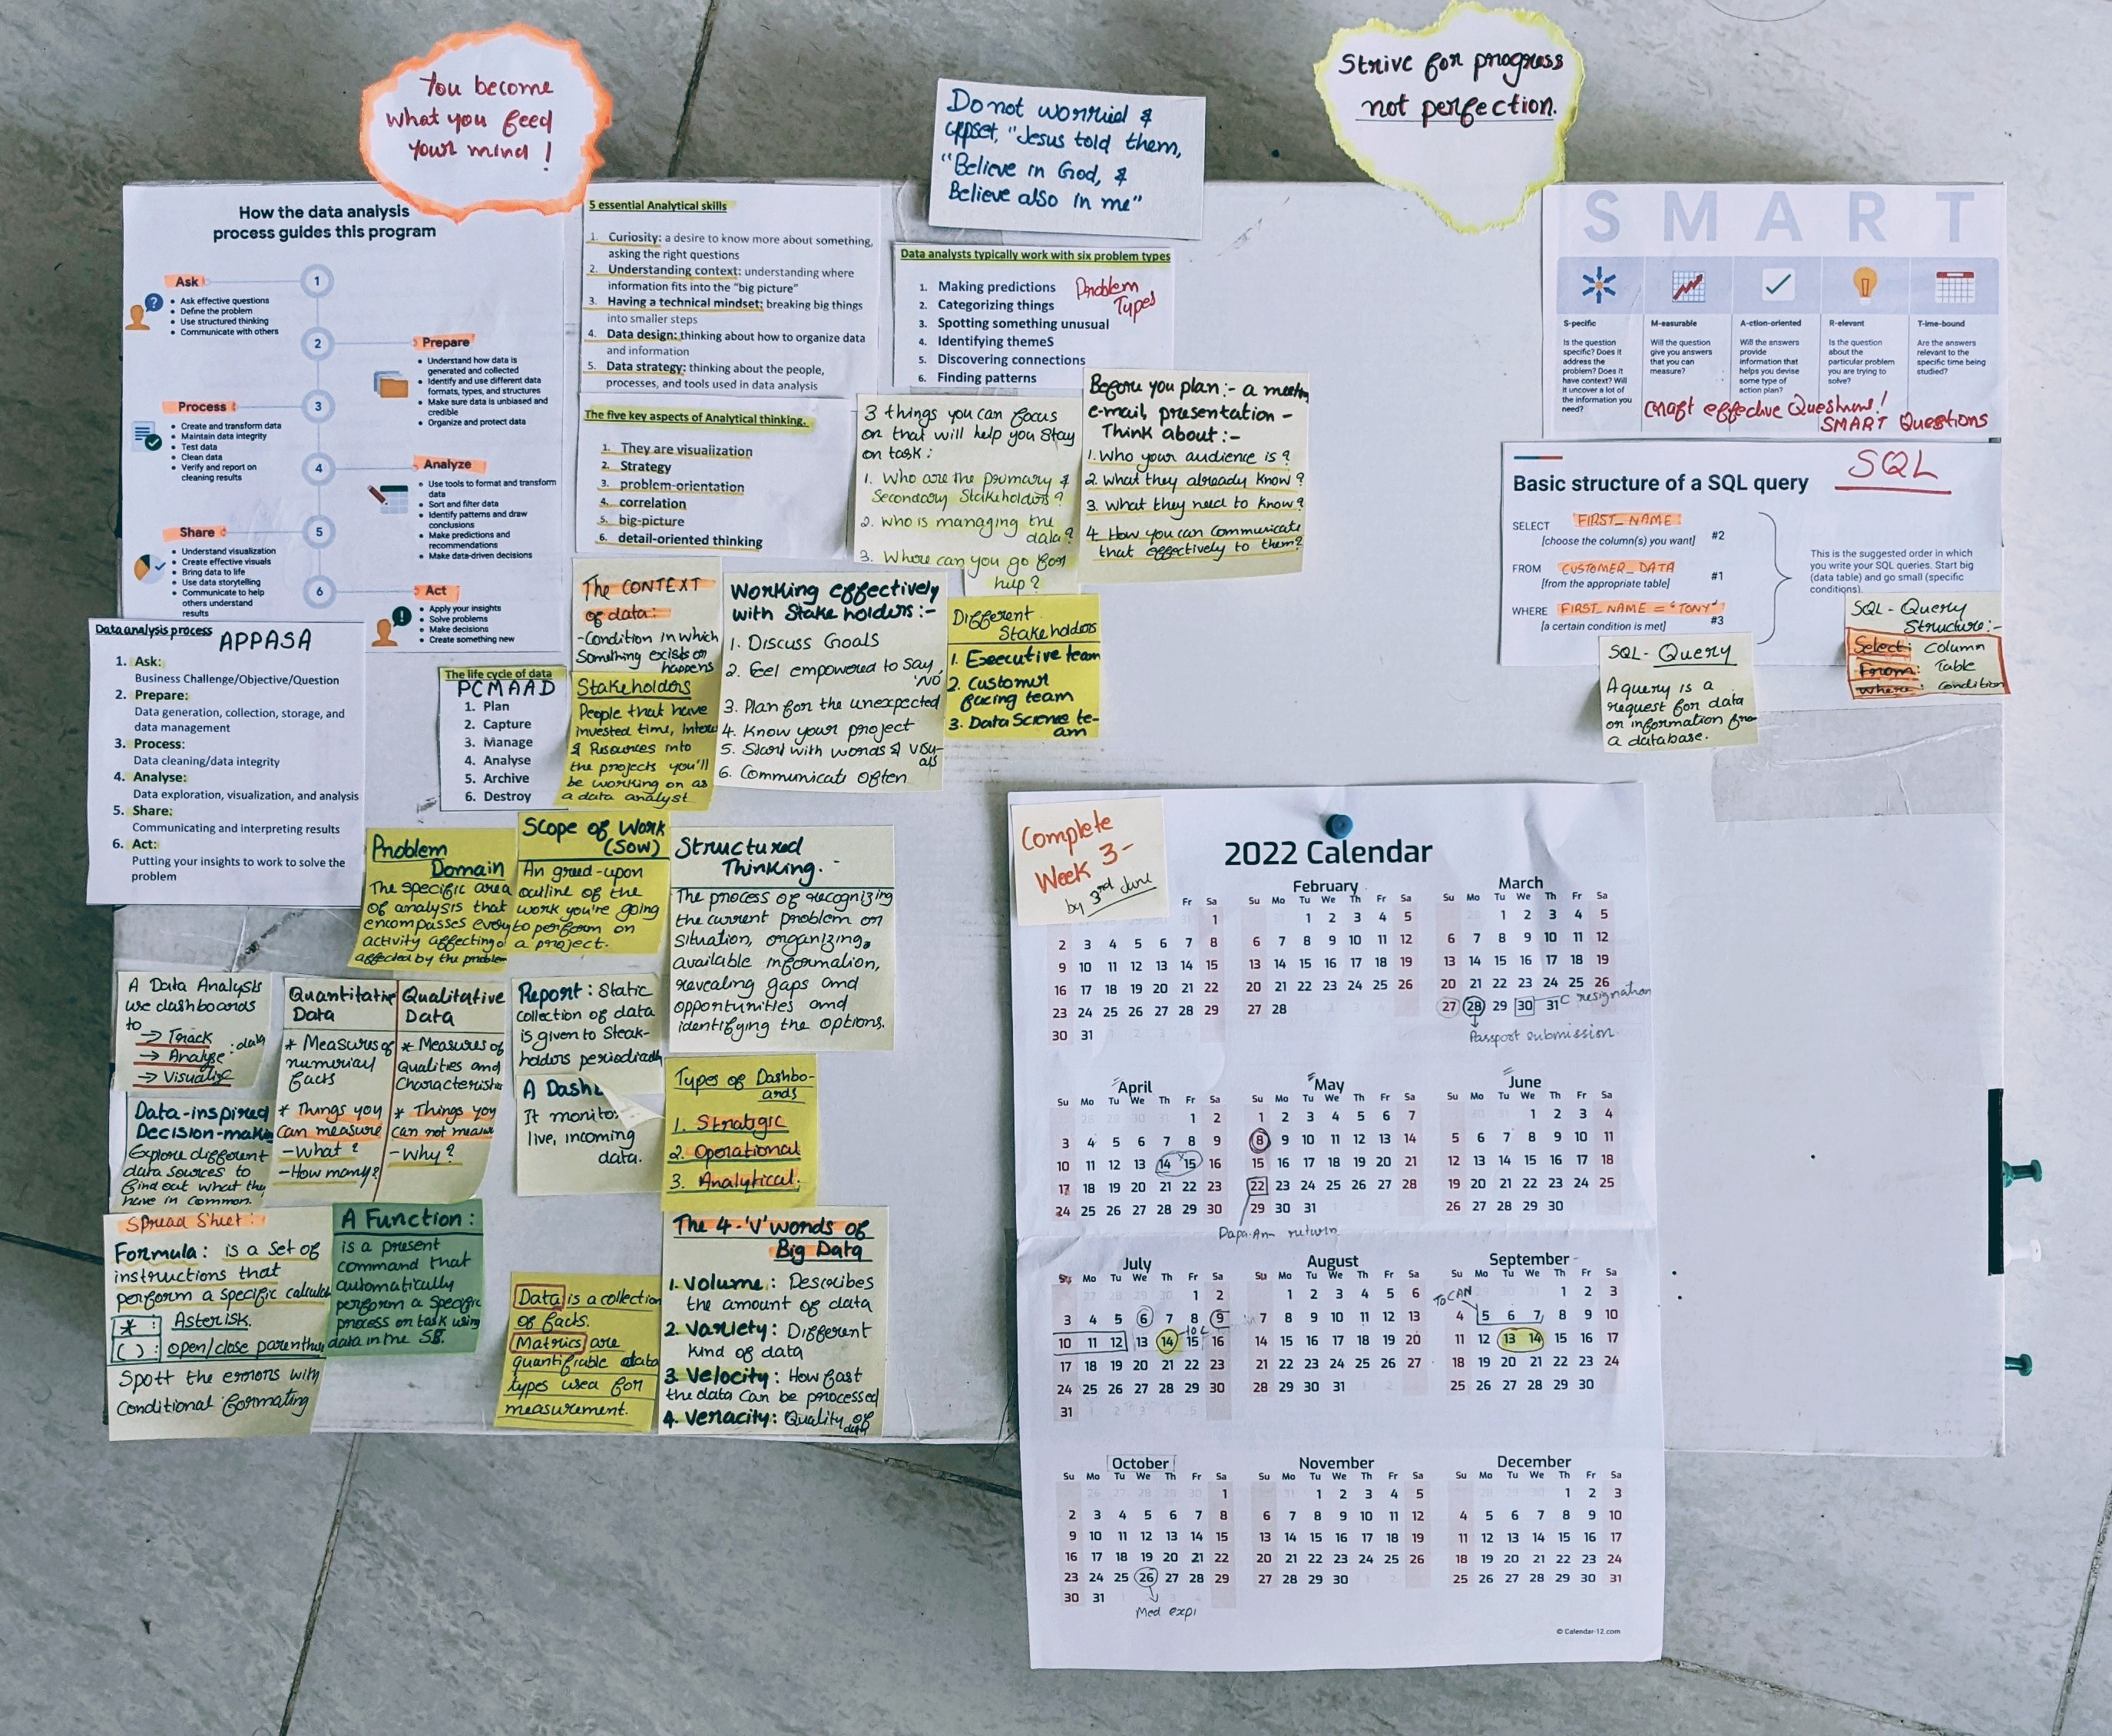 You become
what you feed
your mind !
Do not worried &
uppset, "Jesus told them,
"Believe in God, &
Believe also in me"
Strive for progress
not perfection.
How the data analysis
process guides this program
Ask
1
Ask effective questions
Define the problem
Use structured thinking
Communicate with others
2
Prepare
Understand how data is
generated and collected
Identify and use different data
formats, types, and structures
Make sure data is unbiased and
credible
Organize and protect data
Process
3
Create and transform data
Maintain data integrity
Test data
Clean data
Verify and report on
cleaning results
4
Analyze
Use tools to format and transform
data
Sort and filter data
Identify patterns and draw
conclusions
Make predictions and
recommendations
Make data-driven decisions
Share
5
Understand visualization
Create effective visuals
Bring data to life
Use data storytelling
Communicate to help
others understand
results
6
Act
Apply your insights
Solve problems
Make decisions
Create something new
5 essential Analytical skills
1. Curiosity: a desire to know more about something,
asking the right questions
2. Understanding context: understanding where
information fits into the "big picture"
3. Having a technical mindset: breaking big things
into smaller steps
4. Data design: thinking about how to organize data
and information
5. Data strategy: thinking about the people,
processes, and tools used in data analysis
The five key aspects of Analytical thinking.
1. They are visualization
2. Strategy
3. problem-orientation
4. correlation
5. big-picture
6. detail-oriented thinking
Data analysts typically work with six problem types
1. Making predictions
2. Categorizing things
3. Spotting something unusual
4. Identifying themeS
5. Discovering connections
6. Finding patterns
Problem
Types
3 things you can focus
on that will help you stay
on task:
1. Who are the primary &
Secondary Stakeholders?
2. Who is managing the
data?
3. Where can you go for
help?
Before you plan:- a meeting
e-mail, presentation -
Think about:-
1. Who your audience is?
2. What they already know?
3. What they need to know?
4. How you can communicate
that effectively to them?
S M A R T
S-pecific
Is the question
specific? Does it
address the
problem? Does it
have context? Will
it uncover a lot of
the information you
need?
M-easurable
Will the question
give you answers
that you can
measure?
A-ction-oriented
Will the answers
provide
information that
helps you devise
some type of
action plan?
R-elevant
Is the question
about the
particular problem
you are trying to
solve?
T-ime-bound
Are the answers
relevant to the
specific time being
studied?
craft effective Questions!
SMART Questions
SQL
Basic structure of a SQL query
SELECT FIRST_NAME
[choose the column(s) you want] #2
FROM CUSTOMER_DATA
[from the appropriate table] #1
WHERE FIRST_NAME = "TONY"
[a certain condition is met] #3
This is the suggested order in which
you write your SQL queries. Start big
(data table) and go small (specific
conditions).
SQL - Query
A query is a
request for data
or information from
a database.
SQL - Query
Structure:-
Select: Column
From: Table
Where: Condition
Data analysis process APPASA
1. Ask:
Business Challenge/Objective/Question
2. Prepare:
Data generation, collection, storage, and
data management
3. Process:
Data cleaning/data integrity
4. Analyse:
Data exploration, visualization, and analysis
5. Share:
Communicating and interpreting results
6. Act:
Putting your insights to work to solve the
problem
The life cycle of data
PCMAAD
1. Plan
2. Capture
3. Manage
4. Analyse
5. Archive
6. Destroy
The CONTEXT
of data:
-Condition in which
Something exists or
happens
Stakeholders
People that have
invested time,
& Resources into
the projects you'll
be working on as
a data analyst
Working effectively
with Stake holders:-
1. Discuss Goals
2. Feel empowered to say
'NO'
3. Plan for the unexpected
4. Know your project
5. Start with words & visu-
als
6. Communicate Often
Different
Stakeholders
1. Executive team
2. Customer
facing team
3. Data Science te-
am
Problem
Domain
The specific area
of analysis that
encompasses every
activity affecting or
affected by the problem
Scope of Work
(SOW)
An greed-upon
outline of the
work you're going
to perform on
a project.
Structured
Thinking.-
The process of recognizing
the current problem or
situation, organizing
available information,
revealing gaps and
opportunities and
identifying the options.
A Data Analysis
use dashboards
to
→ Track
→ Analyse : data
→ Visualize
Quantitative
Data
* Measures of
numerial
facts
* Things you
can measure
- What?
- How many?
Qualitative
Data
* Measures of
Qualities and
Characteristic
* Things you
can not measur
- Why?
Report: Static
collection of data
is given to Steak-
holders periodically
A Dash
It monito
live, incoming
data.
Types of Dashbo-
ards
1. Strategic
2. Operational
3. Analytical.
Data-inspired
Decision-making
Explore different
data sources to
find out what they
have in common.
Spread Sheet:
Formula: is a set of
instructions that
perform a specific calcula
* : Asterisk.
( ) : open/close parenthes
Spott the errors with
conditional formating
A Function:
is a present
command that
automatically
perform a specific
process or task using
data in the SS.
Data is a collection
of facts.
Matrics are
quantifiable data
types used for
measurement.
The 4-'V' words of
Big Data
1. Volume: Describes
the amount of data
2. Variety: Different
kind of data
3. Velocity: How fast
the data can be processed
4. Veracity: Quality of
data
Complete
Week 3-
by 3rd June
2022 Calendar
Fr Sa
1
2 3 4 5 6 7 8
9 10 11 12 13 14 15
16 17 18 19 20 21 22
23 24 25 26 27 28 29
30 31
February
Su Mo Tu We Th Fr Sa
1 2 3 4 5
6 7 8 9 10 11 12
13 14 15 16 17 18 19
20 21 22 23 24 25 26
27 28
March
Su Mo Tu We Th Fr Sa
1 2 3 4 5
6 7 8 9 10 11 12
13 14 15 16 17 18 19
20 21 22 23 24 25 26
27 28 29 30 31 C resignation
Passport submission
April
Su Mo Tu We Th Fr Sa
1 2
3 4 5 6 7 8 9
10 11 12 13 14 15 16
17 18 19 20 21 22 23
24 25 26 27 28 29 30
May
Su Mo Tu We Th Fr Sa
1 2 3 4 5 6 7
8 9 10 11 12 13 14
15 16 17 18 19 20 21
22 23 24 25 26 27 28
29 30 31
return
June
Su Mo Tu We Th Fr Sa
1 2 3 4
5 6 7 8 9 10 11
12 13 14 15 16 17 18
19 20 21 22 23 24 25
26 27 28 29 30
July
Su Mo Tu We Th Fr Sa
1 2
3 4 5 6 7 8 9
10 11 12 13 14 15 16
17 18 19 20 21 22 23
24 25 26 27 28 29 30
31
August
Su Mo Tu We Th Fr Sa
1 2 3 4 5 6
7 8 9 10 11 12 13
14 15 16 17 18 19 20
21 22 23 24 25 26 27
28 29 30 31
September
Su Mo Tu We Th Fr Sa
TO CAN
1 2 3
4 5 6 7 8 9 10
11 12 13 14 15 16 17
18 19 20 21 22 23 24
25 26 27 28 29 30
October
Su Mo Tu We Th Fr Sa
1
2 3 4 5 6 7 8
9 10 11 12 13 14 15
16 17 18 19 20 21 22
23 24 25 26 27 28 29
30 31
Med expi
November
Su Mo Tu We Th Fr Sa
1 2 3 4 5
6 7 8 9 10 11 12
13 14 15 16 17 18 19
20 21 22 23 24 25 26
27 28 29 30
December
Su Mo Tu We Th Fr Sa
1 2 3
4 5 6 7 8 9 10
11 12 13 14 15 16 17
18 19 20 21 22 23 24
25 26 27 28 29 30 31
© Calendar-12.com